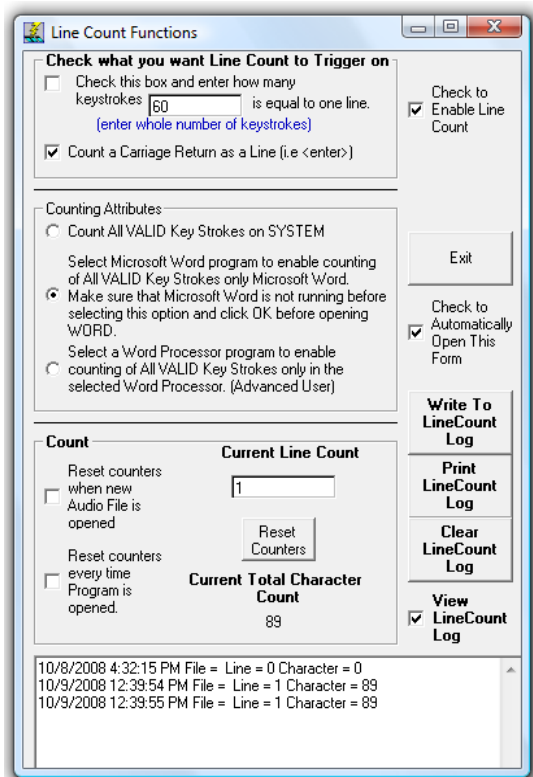 Line Count Functions
Check what you want Line Count to Trigger on
Check this box and enter how many
keystrokes 60 is equal to one line.
(enter whole number of keystrokes)
Count a Carriage Return as a Line (i.e <enter>)
Check to
Enable Line
Count
Counting Attributes
Count All VALID Key Strokes on SYSTEM
Select Microsoft Word program to enable counting
of All VALID Key Strokes only Microsoft Word.
Make sure that Microsoft Word is not running before
selecting this option and click OK before opening
WORD.
Select a Word Processor program to enable
counting of All VALID Key Strokes only in the
selected Word Processor. (Advanced User)
Exit
Check to
Automatically
Open This
Form
Write To
LineCount
Log
Print
LineCount
Log
Clear
LineCount
Log
View
LineCount
Log
Count
Reset counters
when new
Audio File is
opened
Reset counters
every time
Program is
opened.
Current Line Count
1
Reset
Counters
Current Total Character
Count
89
10/8/2008 4:32:15 PM File =  Line = 0 Character = 0
10/9/2008 12:39:54 PM File =  Line = 1 Character = 89
10/9/2008 12:39:55 PM File =  Line = 1 Character = 89